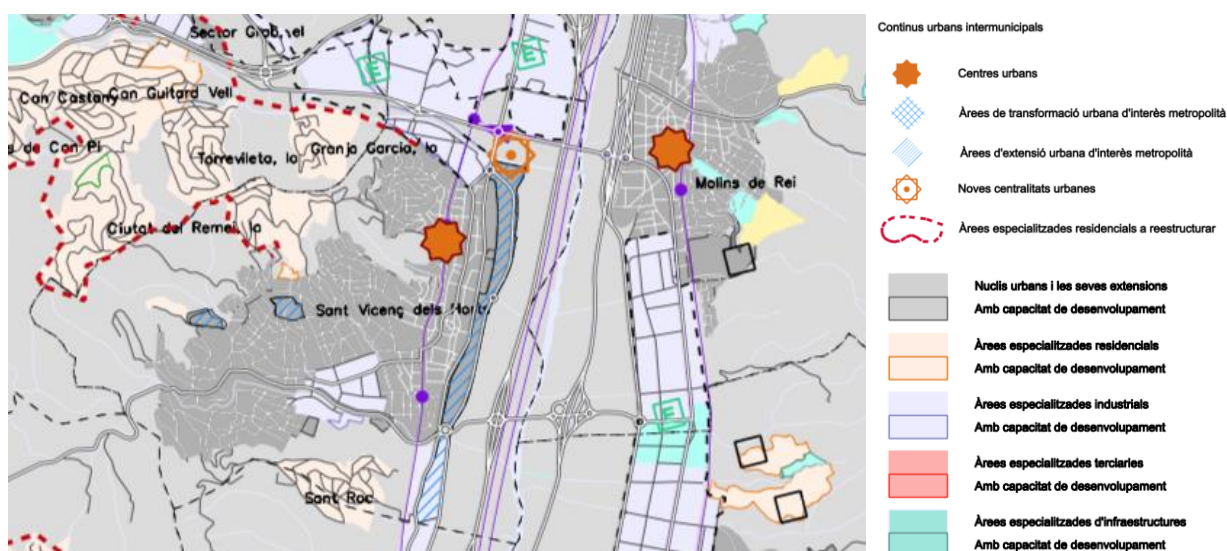 Sector Gran,el
Can Castany
Can Guitard Vell
s de Can Pi
Torrevileta, la
Granja García, la
Ciutat del Remei, la
Molins de Rei
Sant Vicenç dels Horts
Sant Roc
E
E
E
Continus urbans intermunicipals
Centres urbans
Àrees de transformació urbana d'interès metropolità
Àrees d'extensió urbana d'interès metropolità
Noves centralitats urbanes
Àrees especialitzades residencials a reestructurar
Nuclis urbans i les seves extensions
Amb capacitat de desenvolupament
Àrees especialitzades residencials
Amb capacitat de desenvolupament
Àrees especialitzades industrials
Amb capacitat de desenvolupament
Àrees especialitzades terciaries
Amb capacitat de desenvolupament
Àrees especialitzades d'infraestructures
Amb capacitat de desenvolupament